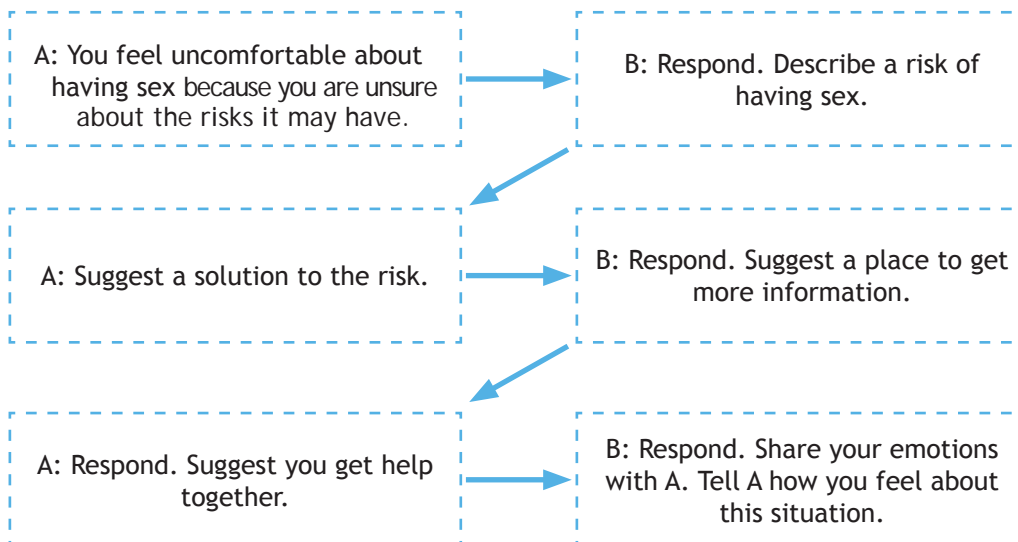 A: You feel uncomfortable about
having sex because you are unsure
about the risks it may have.
B: Respond. Describe a risk of
having sex.
A: Suggest a solution to the risk.
B: Respond. Suggest a place to get
more information.
A: Respond. Suggest you get help
together.
B: Respond. Share your emotions
with A. Tell A how you feel about
this situation.